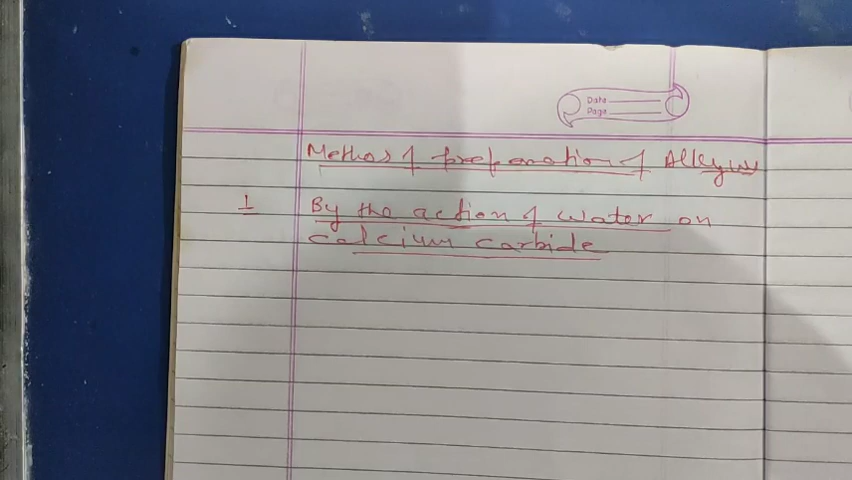 Date
Page
Method of preparation of Alkynes
1 By the action of water on
calcium carbide